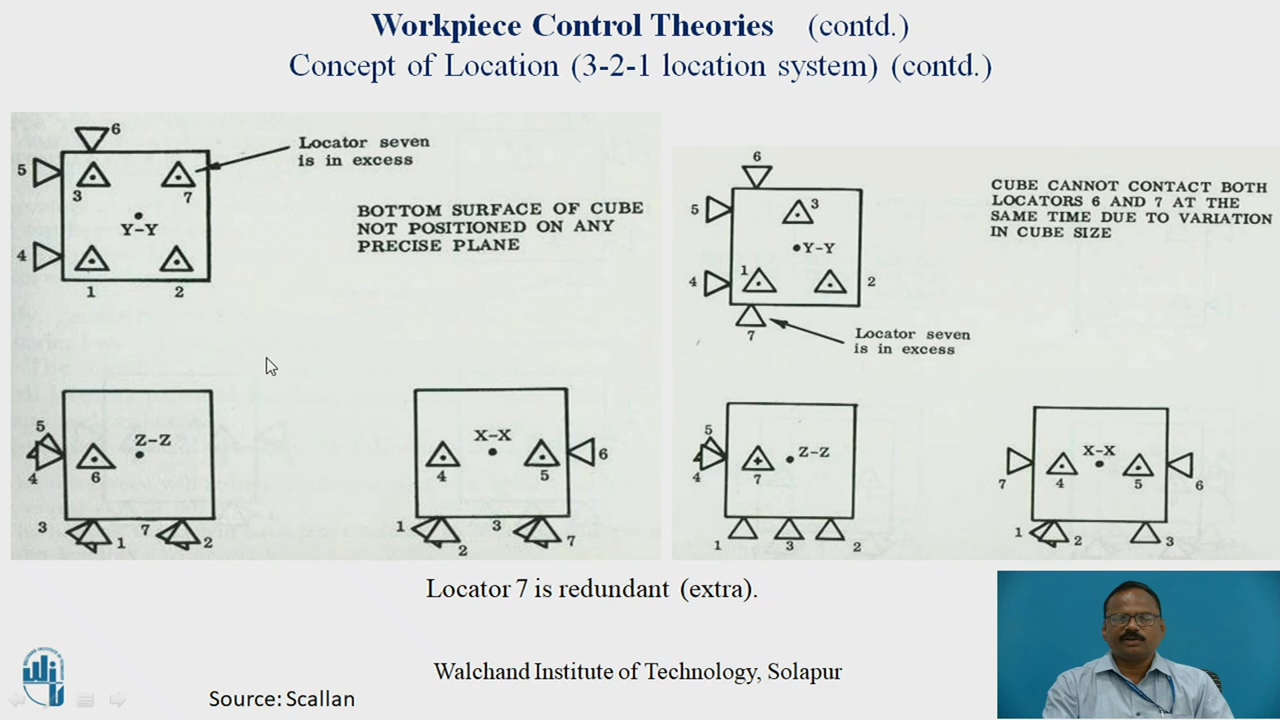 Workpiece Control Theories (contd.)
Concept of Location (3-2-1 location system) (contd.)
6
Locator seven
is in excess
5
3
7
BOTTOM SURFACE OF CUBE
NOT POSITIONED ON ANY
PRECISE PLANE
Y-Y
4
1 2
5
Z-Z
4
6
3 1 7 2
X-X
4 5
6
1 2 3 7
6
CUBE CANNOT CONTACT BOTH
LOCATORS 6 AND 7 AT THE
SAME TIME DUE TO VARIATION
IN CUBE SIZE
5
3
Y-Y
4
1
2
7
Locator seven
is in excess
5
Z-Z
4
7
1 3 2
X-X
7
4 5
6
1 2 3
Locator 7 is redundant (extra).
Walchand Institute of Technology, Solapur
Source: Scallan